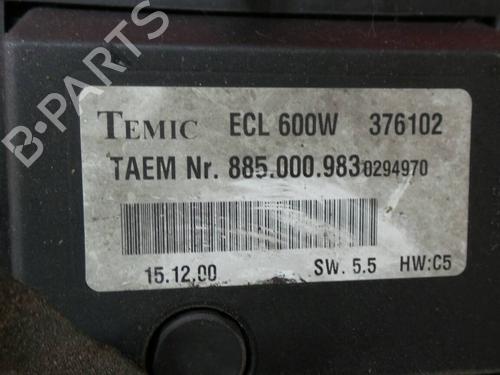 B-PARTS
TEMIC ECL 600W 376102
TAEM Nr. 885.000.983 0294970
15.12.00 SW. 5.5 HW:C5